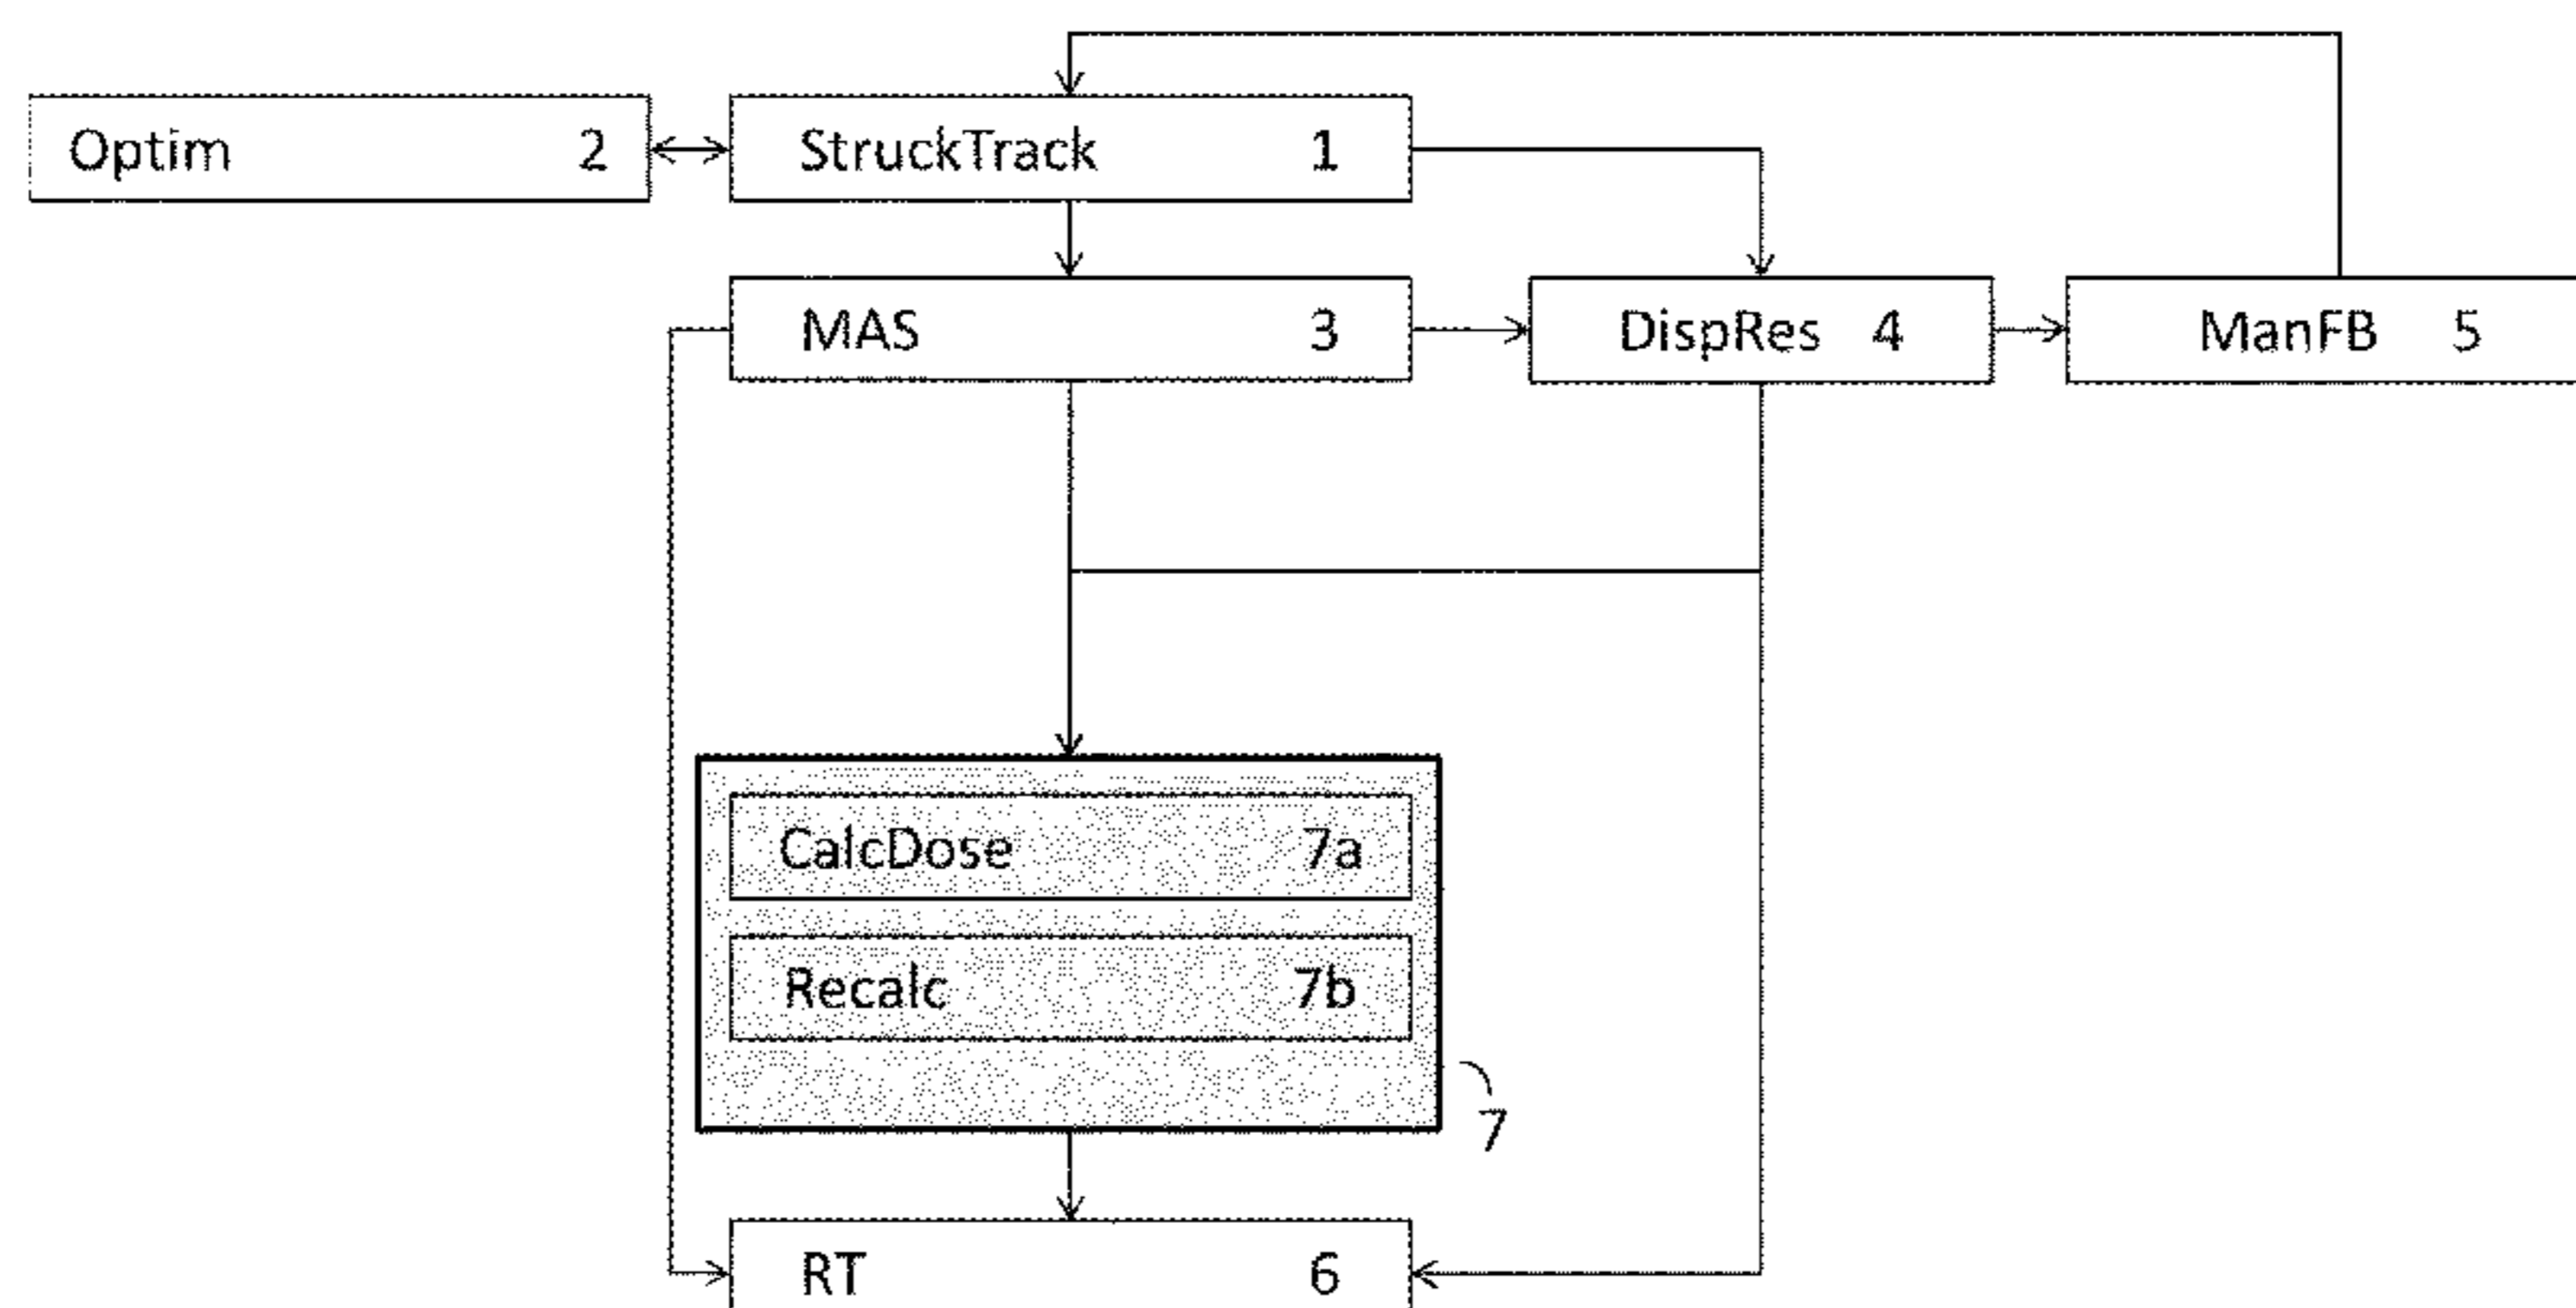 Optim 2
StruckTrack 1
MAS 3
DispRes 4
ManFB 5
CalcDose 7a
Recalc 7b
7
RT 6